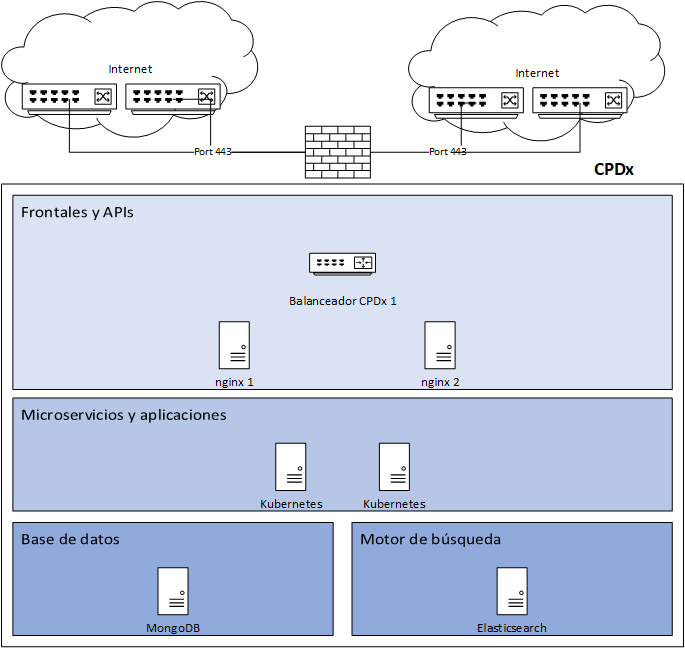 Internet
Internet
Port 443
Port 443
CPDx
Frontales y APIs
Balanceador CPDx 1
nginx 1
nginx 2
Microservicios y aplicaciones
Kubernetes
Kubernetes
Base de datos
Motor de búsqueda
MongoDB
Elasticsearch